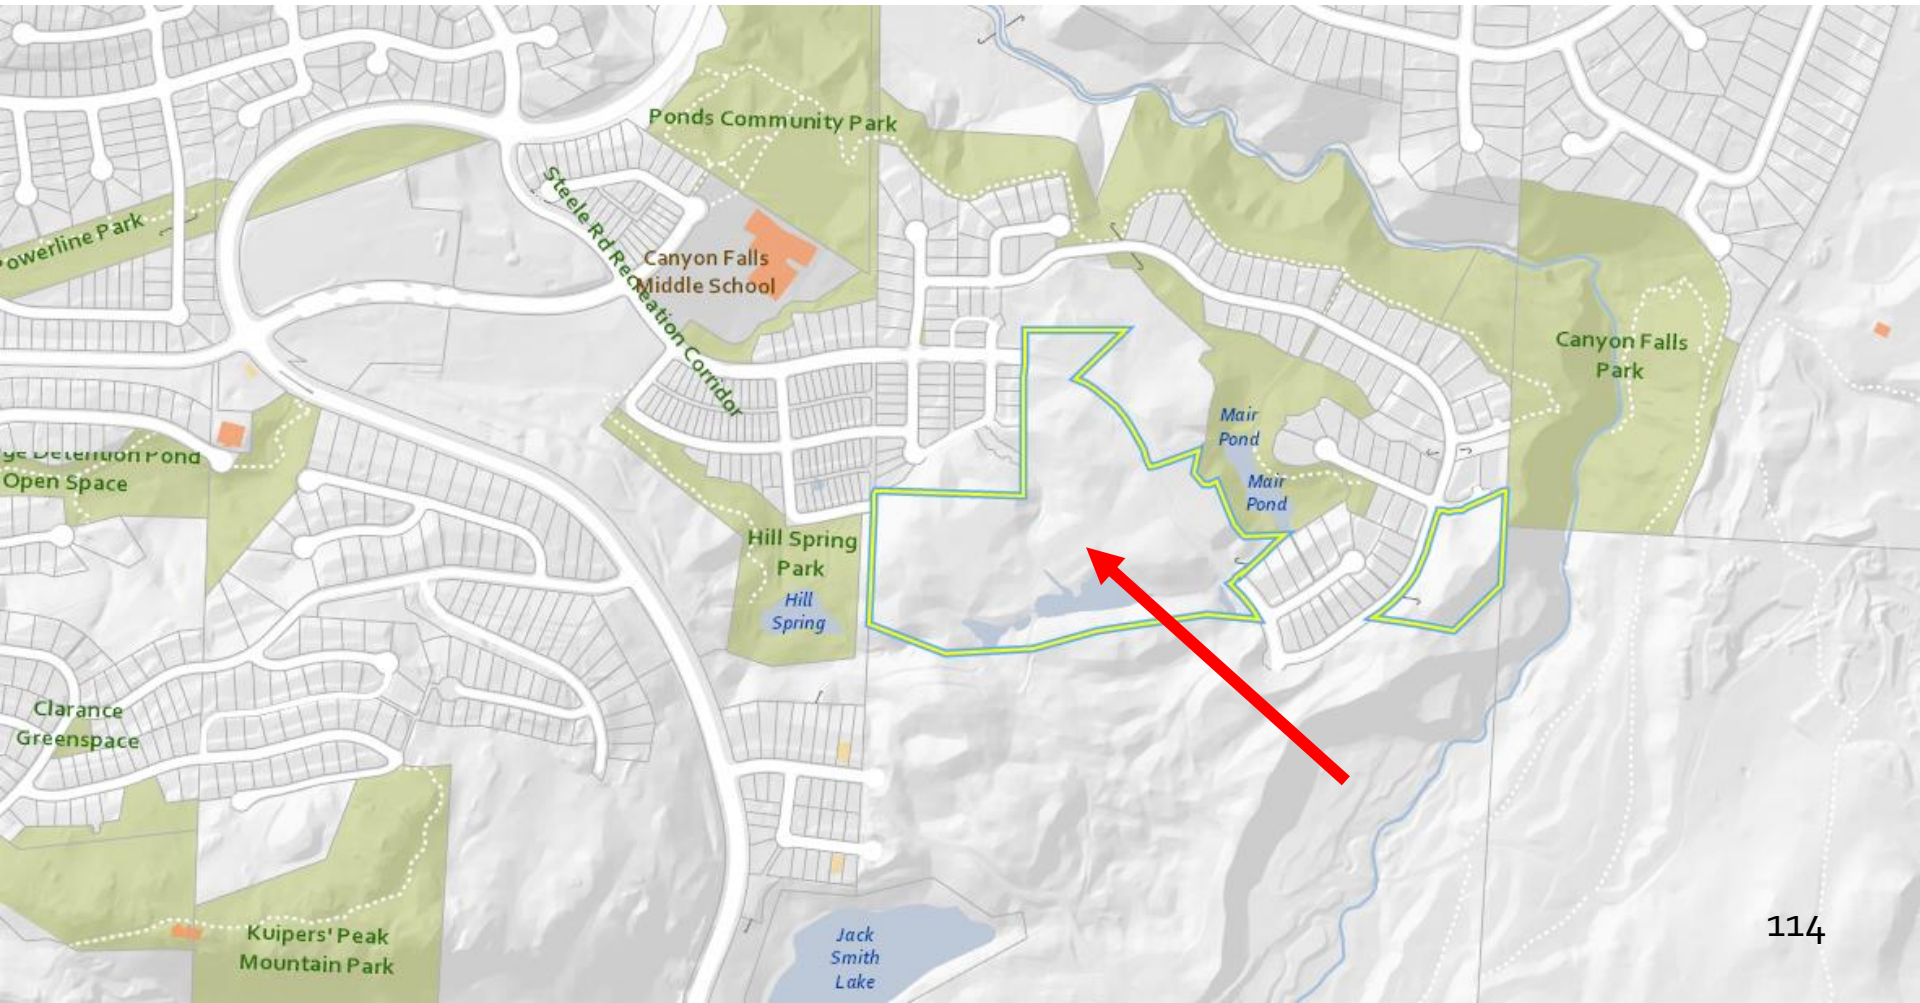 Ponds Community Park
Steele Rd Recreation Corridor
Powerline Park
Canyon Falls
Middle School
Canyon Falls
Park
Mair
Pond
Mair
Pond
Detention Pond
Open Space
Hill Spring
Park
Hill
Spring
Clarance
Greenspace
Kuipers' Peak
Mountain Park
Jack
Smith
Lake
114